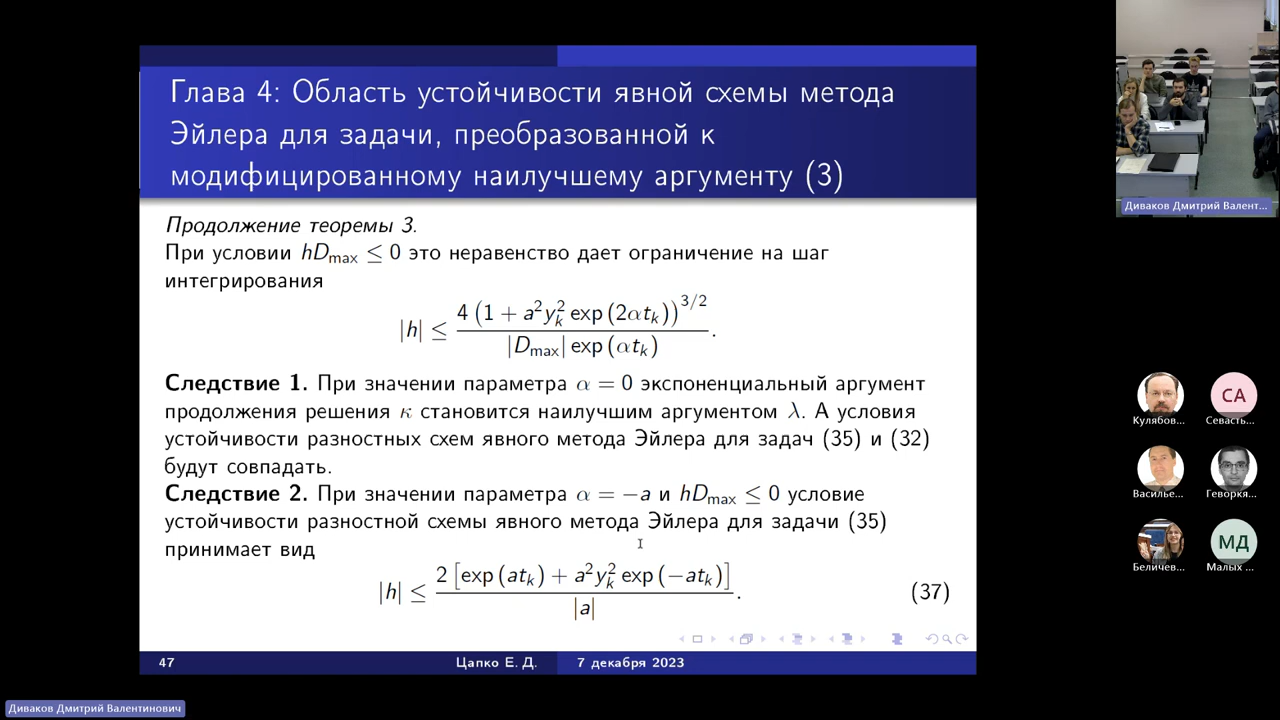 Глава 4: Область устойчивости явной схемы метода
Эйлера для задачи, преобразованной к
модифицированному наилучшему аргументу (3)
Продолжение теоремы 3.
При условии hD_max ≤ 0 это неравенство дает ограничение на шаг
интегрирования
|h| ≤ 4 (1 + a²y_k² exp (2αt_k))^{3/2} / |D_max| exp (αt_k) .
Следствие 1. При значении параметра α = 0 экспоненциальный аргумент
продолжения решения κ становится наилучшим аргументом λ. А условия
устойчивости разностных схем явного метода Эйлера для задач (35) и (32)
будут совпадать.
Следствие 2. При значении параметра α = −a и hD_max ≤ 0 условие
устойчивости разностной схемы явного метода Эйлера для задачи (35)
принимает вид
|h| ≤ 2 [exp (at_k) + a²y_k² exp (−at_k)] / |a| . (37)
47 Цапко Е. Д. 7 декабря 2023
Диваков Дмитрий Валент...
СА
Кулябов... Севасть...
Василье... Геворкя...
МД
Беличев... Малых ...
Диваков Дмитрий Валентинович